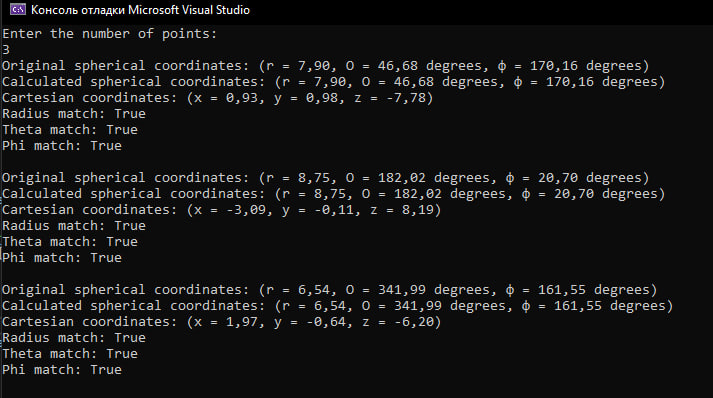 Консоль отладки Microsoft Visual Studio
Enter the number of points:
3
Original spherical coordinates: (r = 7,90, O = 46,68 degrees, ϕ = 170,16 degrees)
Calculated spherical coordinates: (r = 7,90, O = 46,68 degrees, ϕ = 170,16 degrees)
Cartesian coordinates: (x = 0,93, y = 0,98, z = -7,78)
Radius match: True
Theta match: True
Phi match: True
Original spherical coordinates: (r = 8,75, O = 182,02 degrees, ϕ = 20,70 degrees)
Calculated spherical coordinates: (r = 8,75, O = 182,02 degrees, ϕ = 20,70 degrees)
Cartesian coordinates: (x = -3,09, y = -0,11, z = 8,19)
Radius match: True
Theta match: True
Phi match: True
Original spherical coordinates: (r = 6,54, O = 341,99 degrees, ϕ = 161,55 degrees)
Calculated spherical coordinates: (r = 6,54, O = 341,99 degrees, ϕ = 161,55 degrees)
Cartesian coordinates: (x = 1,97, y = -0,64, z = -6,20)
Radius match: True
Theta match: True
Phi match: True